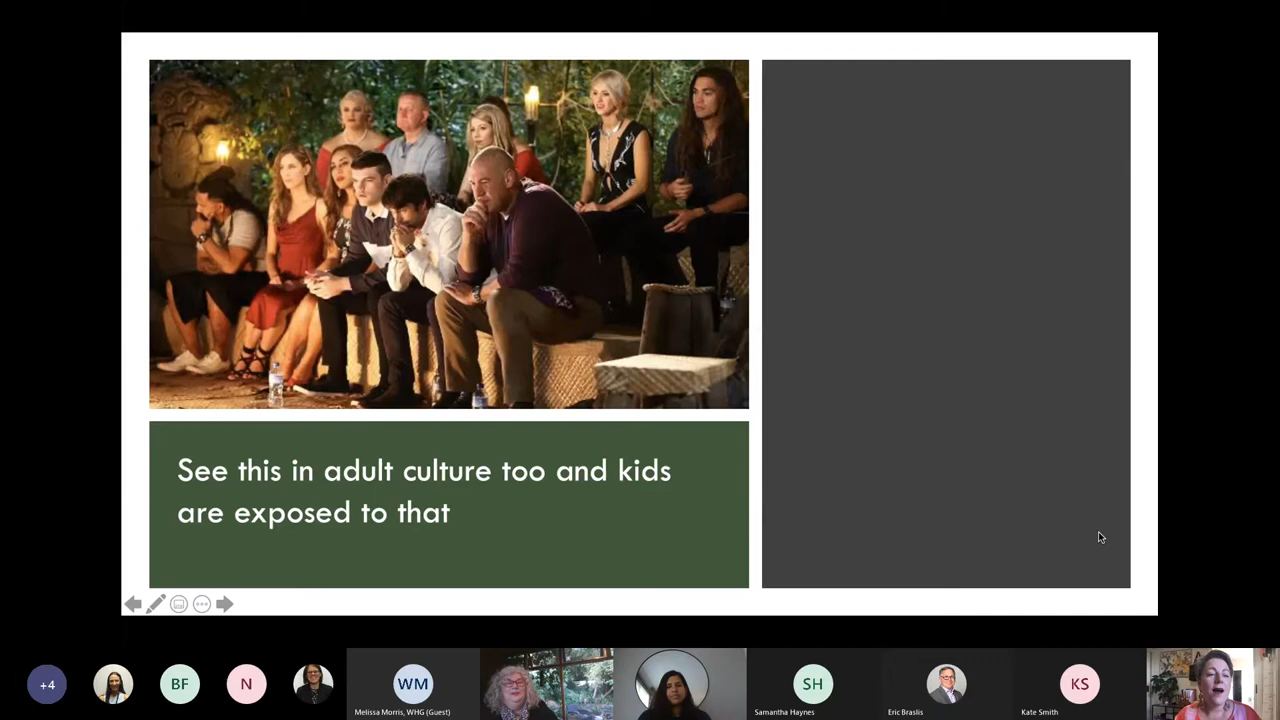 See this in adult culture too and kids
are exposed to that
+4
BF
N
WM
Melissa Morris, WHG (Guest)
SH
Samantha Haynes
Eric Braslis
KS
Kate Smith